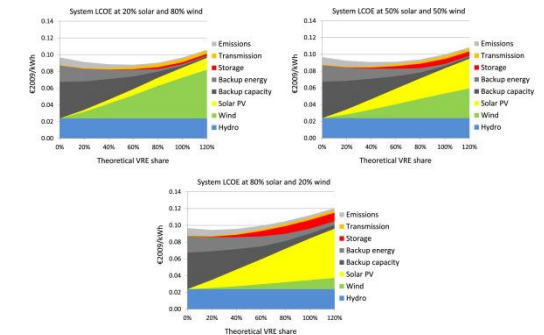 System LCOE at 20% solar and 80% wind
0.14
0.12
0.10
0.08
0.06
0.04
0.02
0.00
€2009/kWh
0% 20% 40% 60% 80% 100% 120%
Theoretical VRE share
Emissions
Transmission
Storage
Backup energy
Backup capacity
Solar PV
Wind
Hydro
System LCOE at 50% solar and 50% wind
0.14
0.12
0.10
0.08
0.06
0.04
0.02
0.00
€2009/kWh
0% 20% 40% 60% 80% 100% 120%
Theoretical VRE share
Emissions
Transmission
Storage
Backup energy
Backup capacity
Solar PV
Wind
Hydro
System LCOE at 80% solar and 20% wind
0.14
0.12
0.10
0.08
0.06
0.04
0.02
0.00
€2009/kWh
0% 20% 40% 60% 80% 100% 120%
Theoretical VRE share
Emissions
Transmission
Storage
Backup energy
Backup capacity
Solar PV
Wind
Hydro